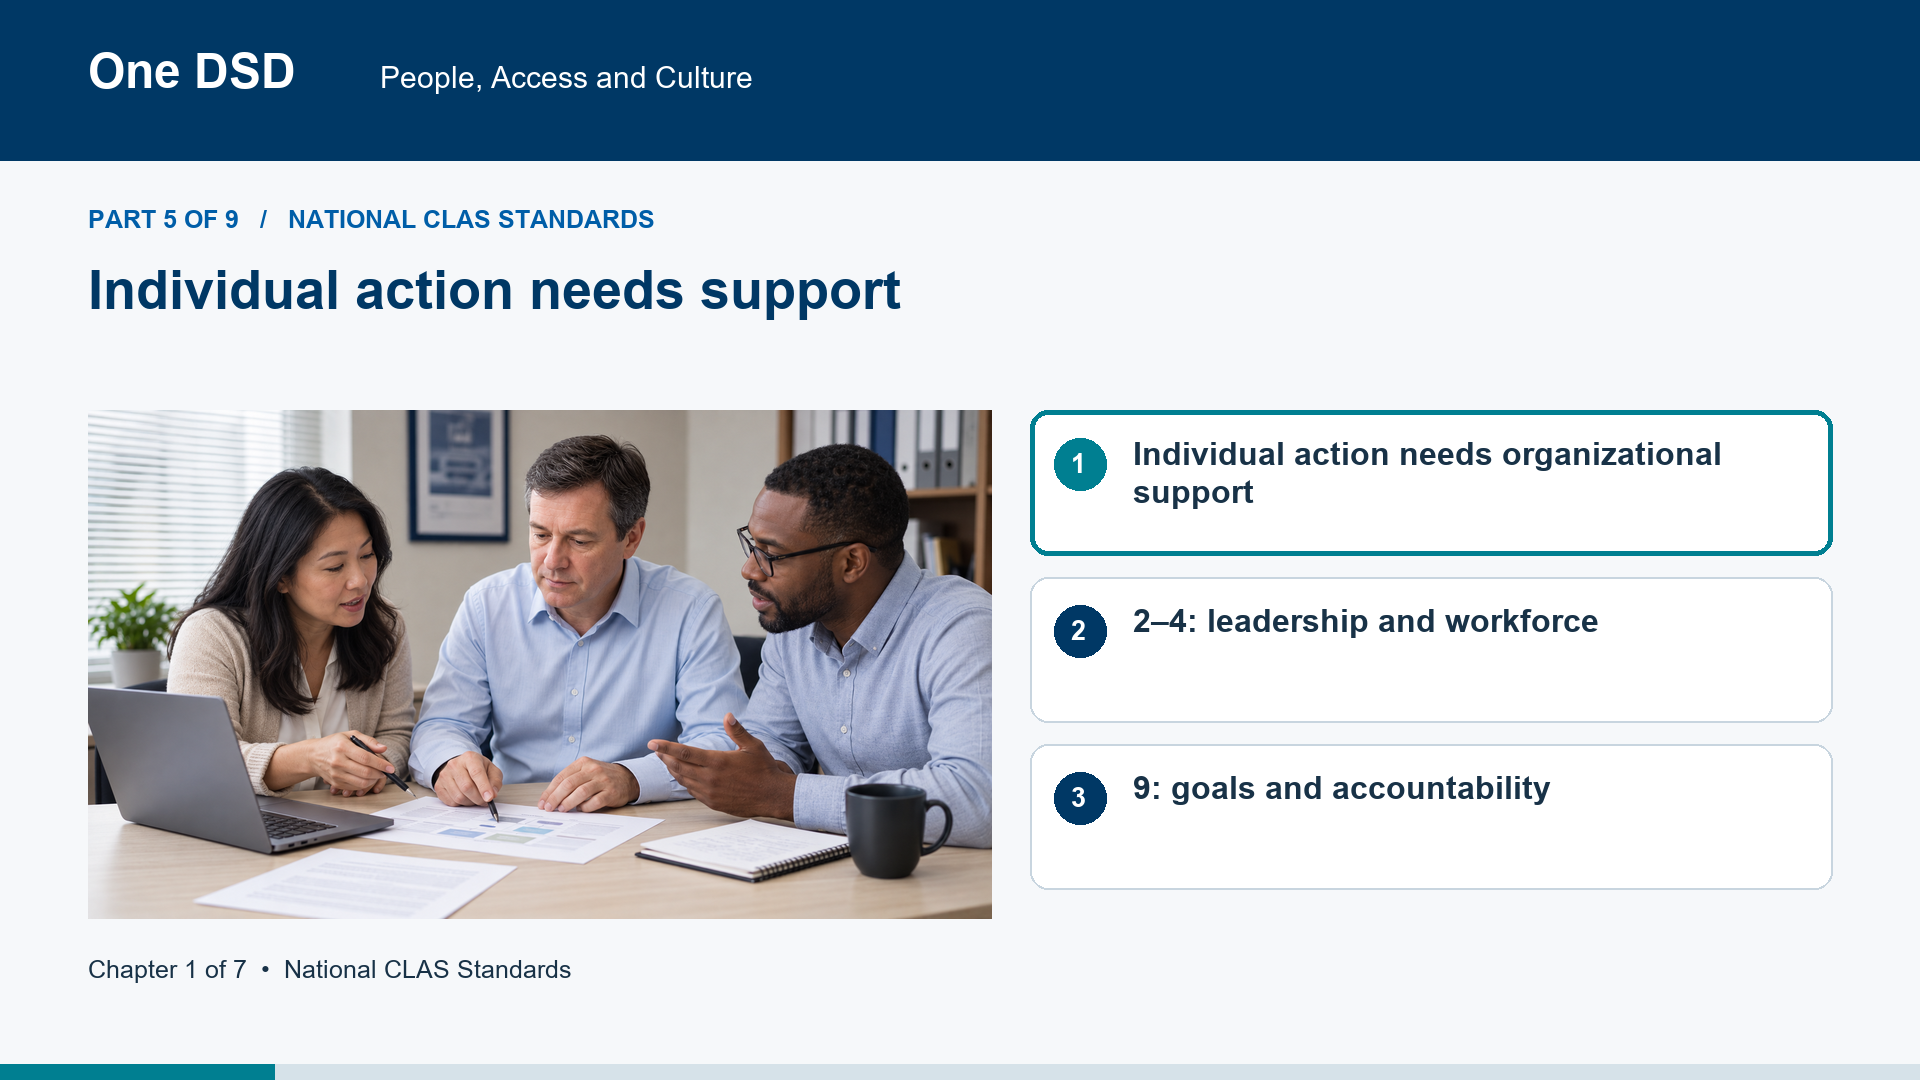 One DSD
People, Access and Culture
PART 5 OF 9 / NATIONAL CLAS STANDARDS
Individual action needs support
1
Individual action needs organizational
support
2
2–4: leadership and workforce
3
9: goals and accountability
Chapter 1 of 7 • National CLAS Standards